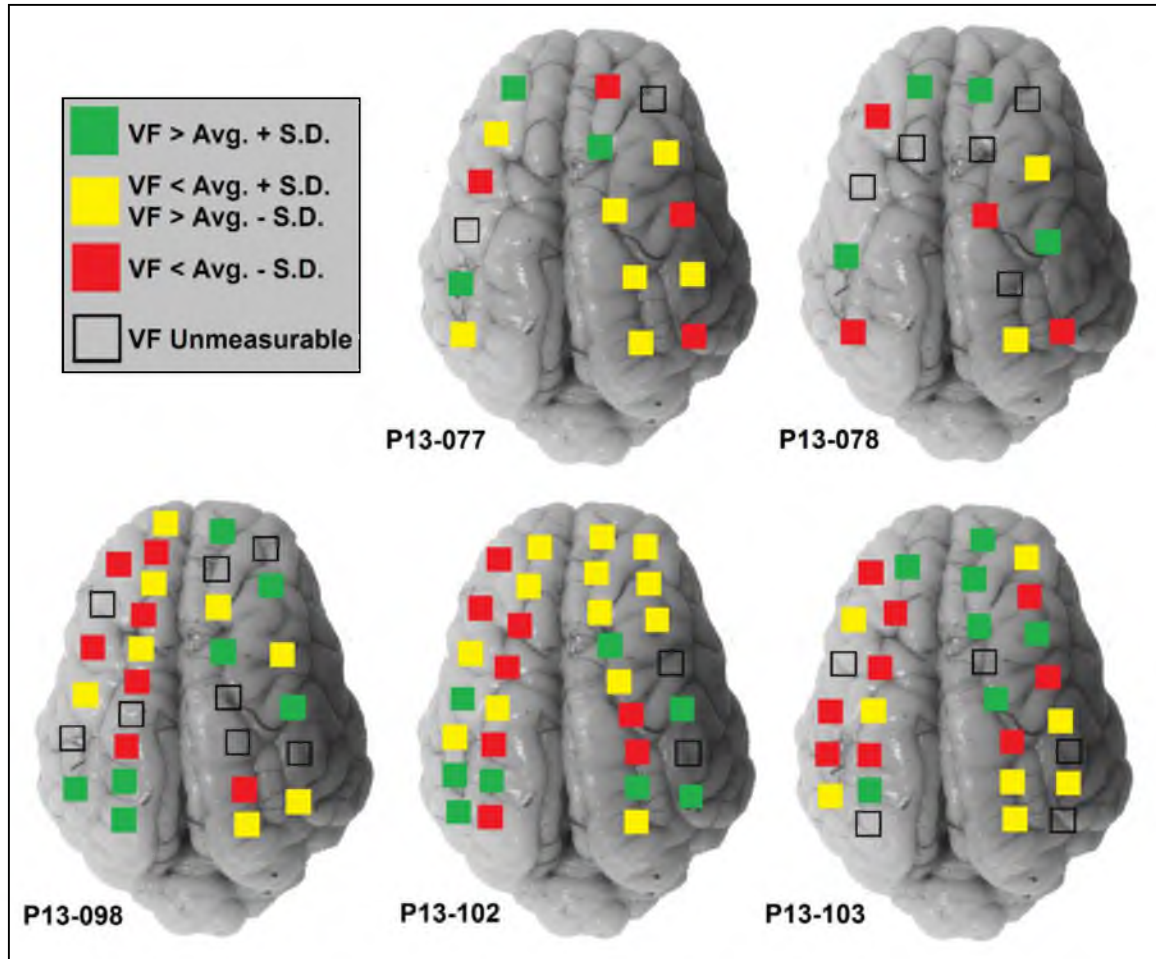 VF > Avg. + S.D.
VF < Avg. + S.D.
VF > Avg. - S.D.
VF < Avg. - S.D.
VF Unmeasurable
P13-077
P13-078
P13-098
P13-102
P13-103